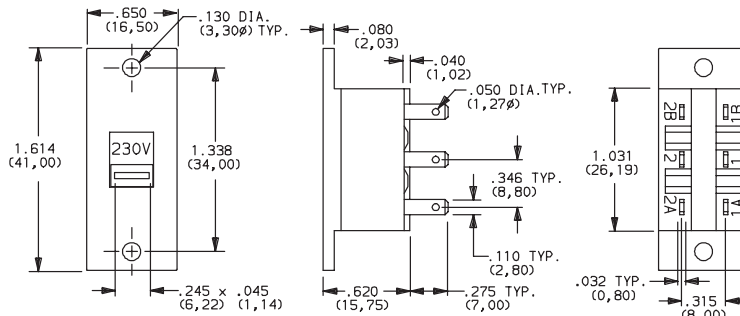 .650
(16,50)
.130 DIA.
(3,30ø) TYP.
1.614
(41,00)
230V
1.338
(34,00)
.245 x .045
(6,22) (1,14)
.080
(2,03)
.040
(1,02)
.050 DIA.TYP.
(1,27ø)
.346 TYP.
(8,80)
.110 TYP.
(2,80)
.620
(15,75)
.275 TYP.
(7,00)
1.031
(26,19)
2B
1B
2
1
2A
1A
.032 TYP.
(0,80)
.315
(8,00)